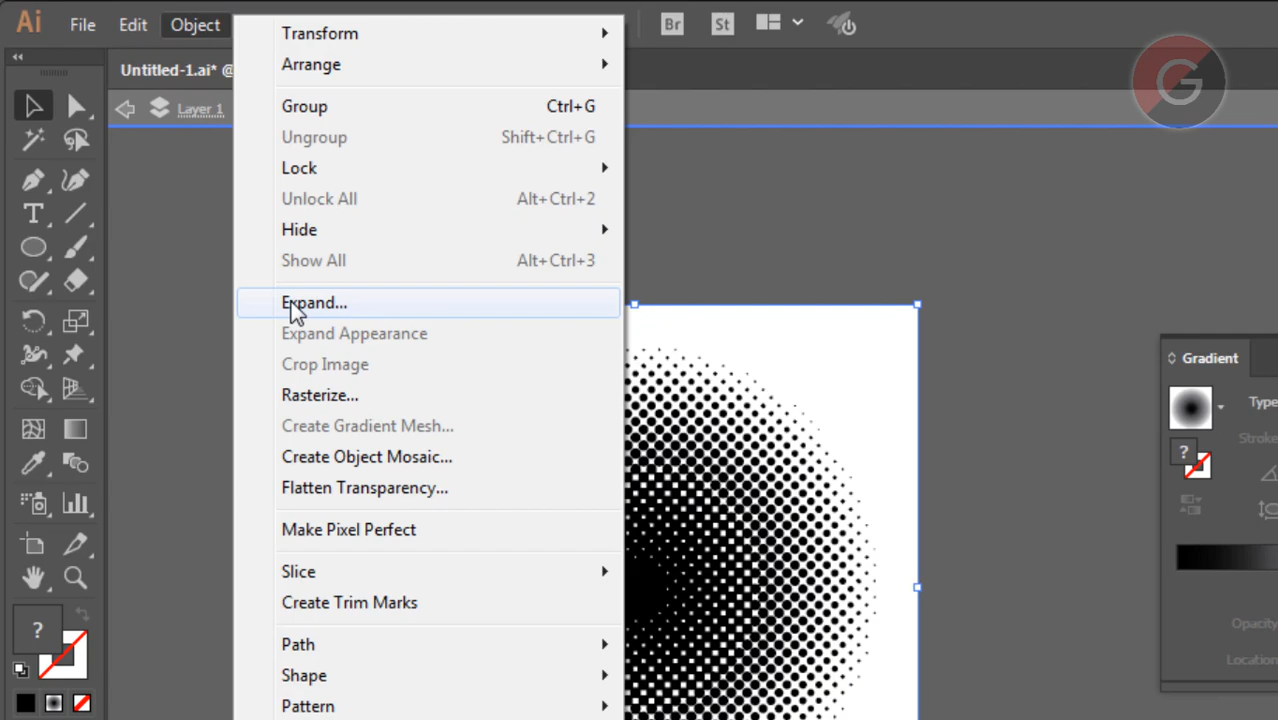 Ai File Edit Object
Br St
Untitled-1.ai* @
Layer 1
Transform
Arrange
Group Ctrl+G
Ungroup Shift+Ctrl+G
Lock
Unlock All Alt+Ctrl+2
Hide
Show All Alt+Ctrl+3
Expand...
Expand Appearance
Crop Image
Rasterize...
Create Gradient Mesh...
Create Object Mosaic...
Flatten Transparency...
Make Pixel Perfect
Slice
Create Trim Marks
Path
Shape
Pattern
Gradient
Type
Stroke
?
Opacity
Location
T
?
G